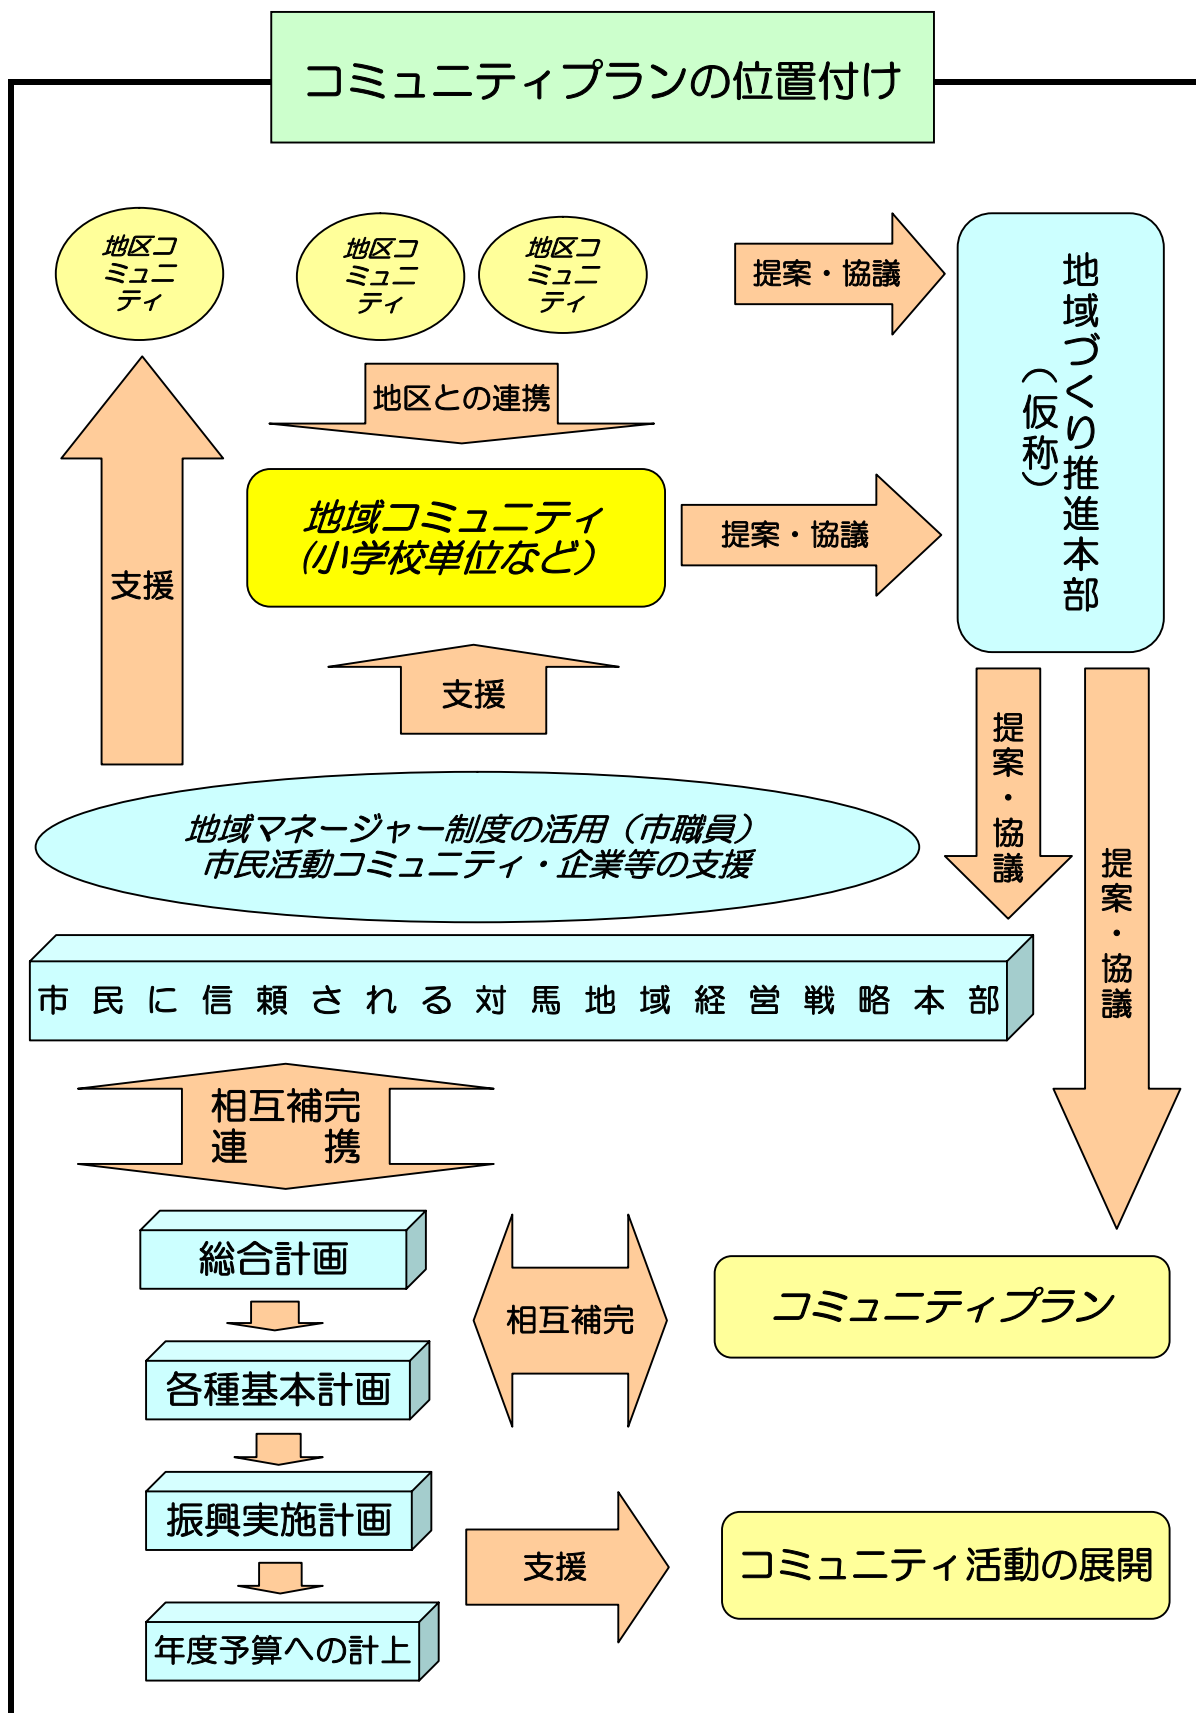 コミュニティプランの位置付け
地区コ
ミュニ
ティ
地区コ
ミュニ
ティ
地区コ
ミュニ
ティ
提案・協議
地域づくり推進本部
（仮称）
地区との連携
地域コミュニティ
(小学校単位など）
提案・協議
支援
支援
提案・協議
提案・協議
地域マネージャー制度の活用（市職員）
市民活動コミュニティ・企業等の支援
市民に信頼される対馬地域経営戦略本部
相互補完
連　　携
総合計画
相互補完
コミュニティプラン
各種基本計画
振興実施計画
支援
コミュニティ活動の展開
年度予算への計上